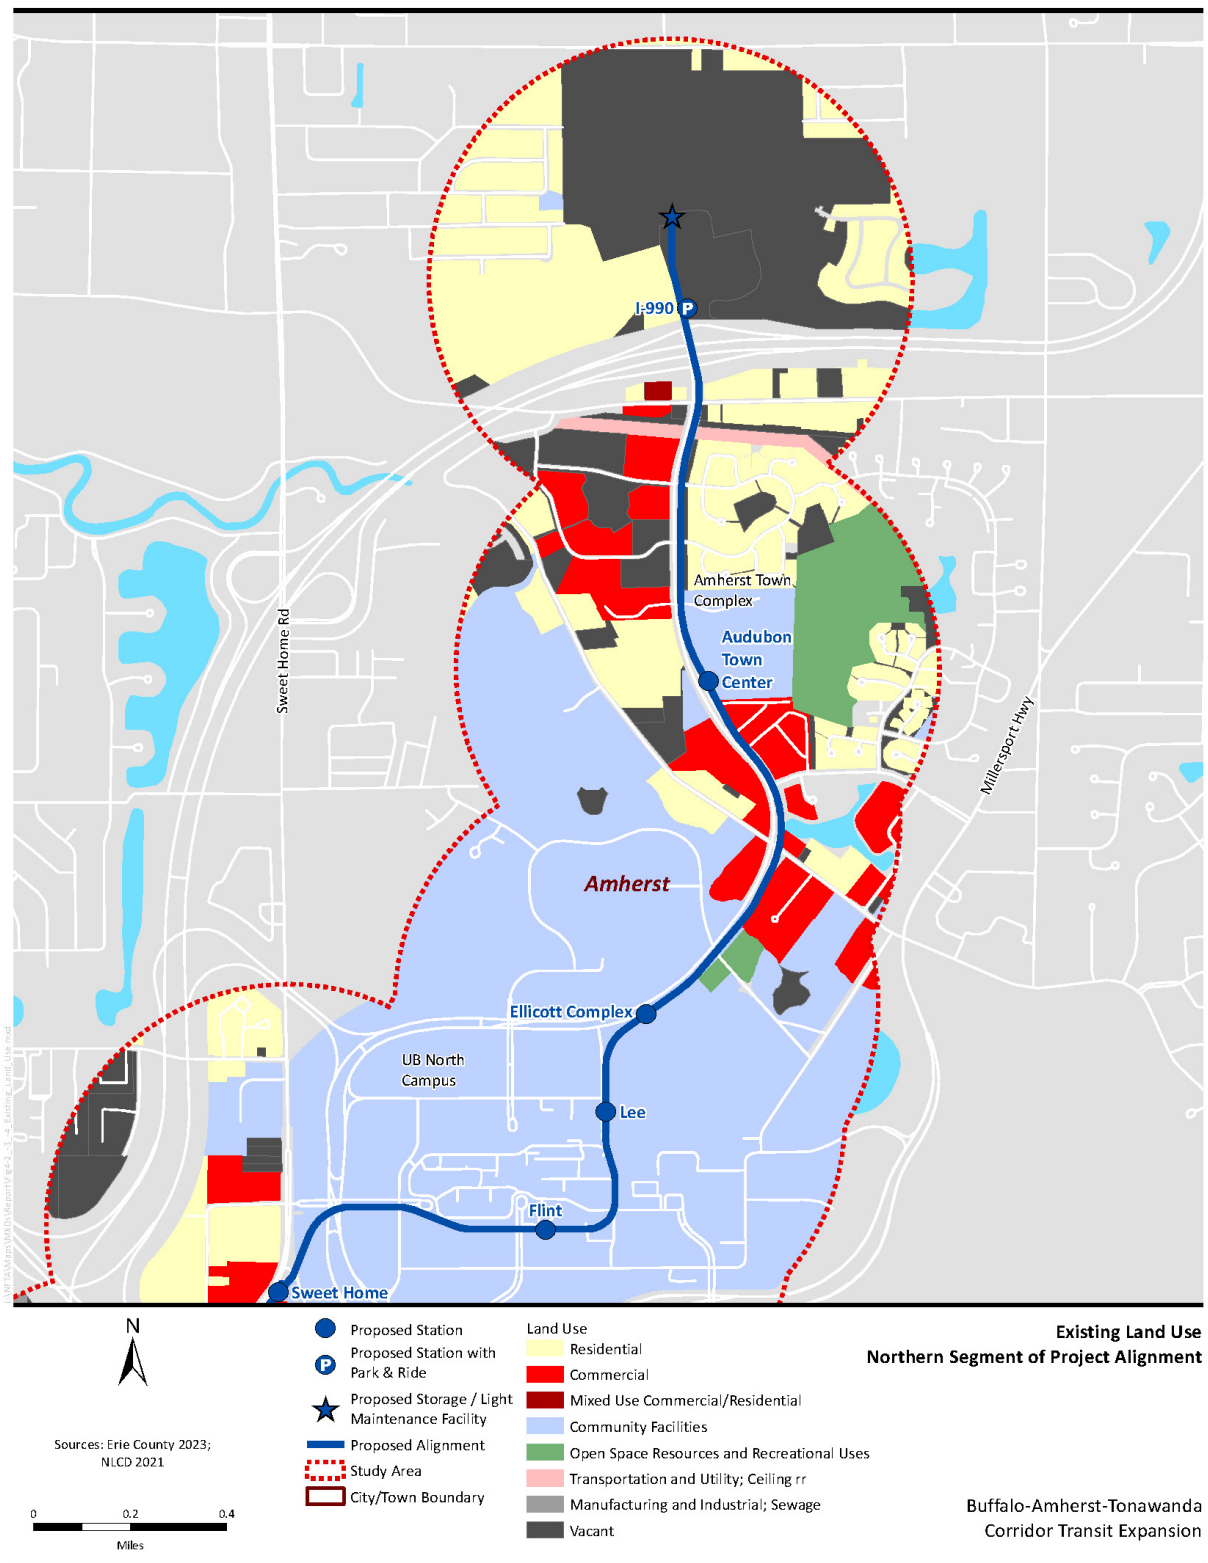 I-990
P
Amherst Town
Complex
Audubon
Town
Center
Sweet Home Rd
Millersport Hwy
Amherst
Ellicott Complex
UB North
Campus
Lee
Flint
Sweet Home
N
Sources: Erie County 2023;
NLCD 2021
0 0.2 0.4
Miles
Proposed Station
P
Proposed Station with
Park & Ride
Proposed Storage / Light
Maintenance Facility
Proposed Alignment
Study Area
City/Town Boundary
Land Use
Residential
Commercial
Mixed Use Commercial/Residential
Community Facilities
Open Space Resources and Recreational Uses
Transportation and Utility; Ceiling rr
Manufacturing and Industrial; Sewage
Vacant
Existing Land Use
Northern Segment of Project Alignment
Buffalo-Amherst-Tonawanda
Corridor Transit Expansion